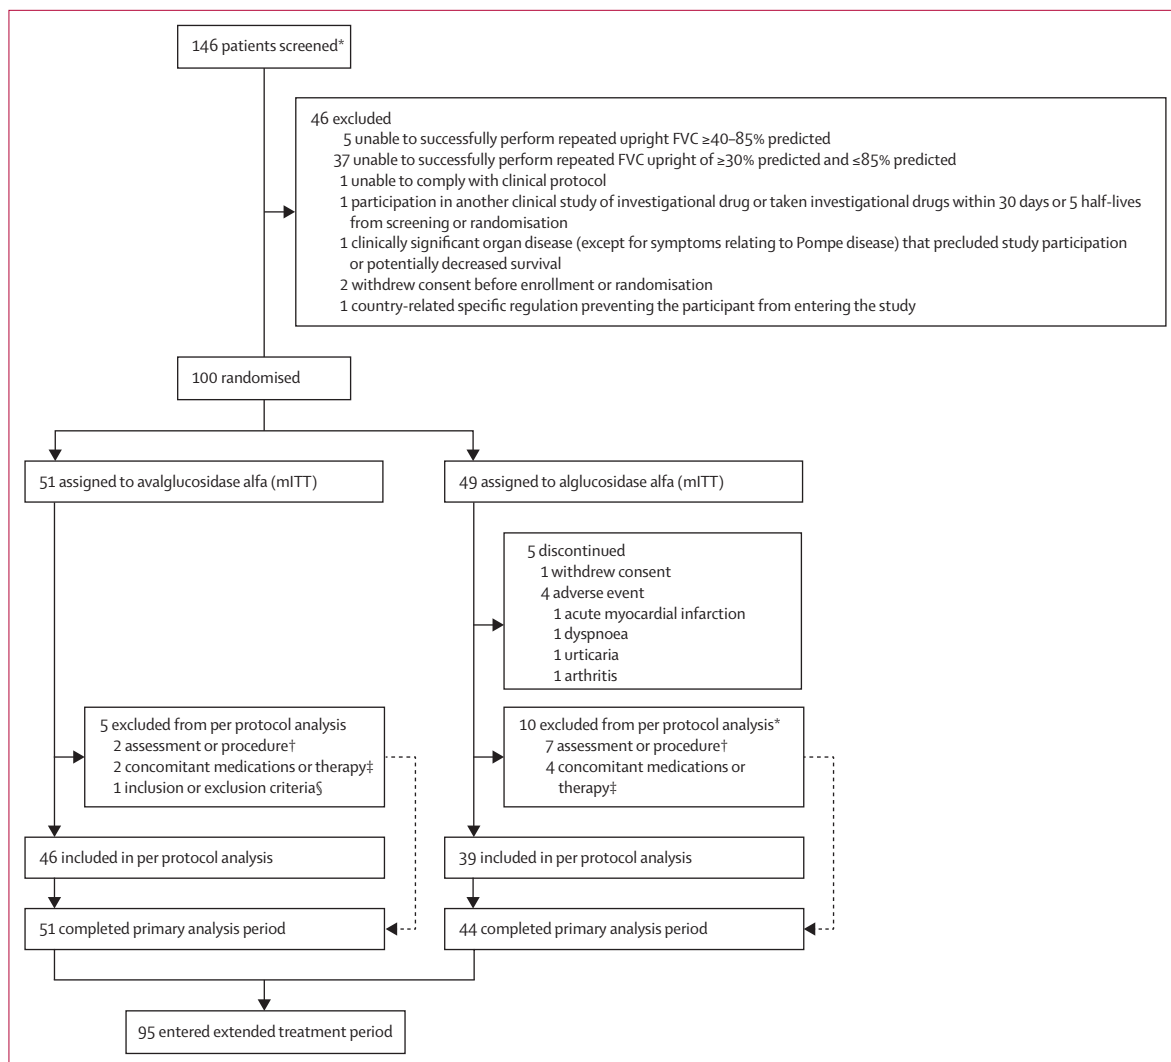 146 patients screened*
46 excluded
5 unable to successfully perform repeated upright FVC ≥40–85% predicted
37 unable to successfully perform repeated FVC upright of ≥30% predicted and ≤85% predicted
1 unable to comply with clinical protocol
1 participation in another clinical study of investigational drug or taken investigational drugs within 30 days or 5 half-lives
from screening or randomisation
1 clinically significant organ disease (except for symptoms relating to Pompe disease) that precluded study participation
or potentially decreased survival
2 withdrew consent before enrollment or randomisation
1 country-related specific regulation preventing the participant from entering the study
100 randomised
51 assigned to avalglucosidase alfa (mITT)
49 assigned to alglucosidase alfa (mITT)
5 discontinued
1 withdrew consent
4 adverse event
1 acute myocardial infarction
1 dyspnoea
1 urticaria
1 arthritis
5 excluded from per protocol analysis
2 assessment or procedure†
2 concomitant medications or therapy‡
1 inclusion or exclusion criteria§
10 excluded from per protocol analysis*
7 assessment or procedure†
4 concomitant medications or
therapy‡
46 included in per protocol analysis
39 included in per protocol analysis
51 completed primary analysis period
44 completed primary analysis period
95 entered extended treatment period